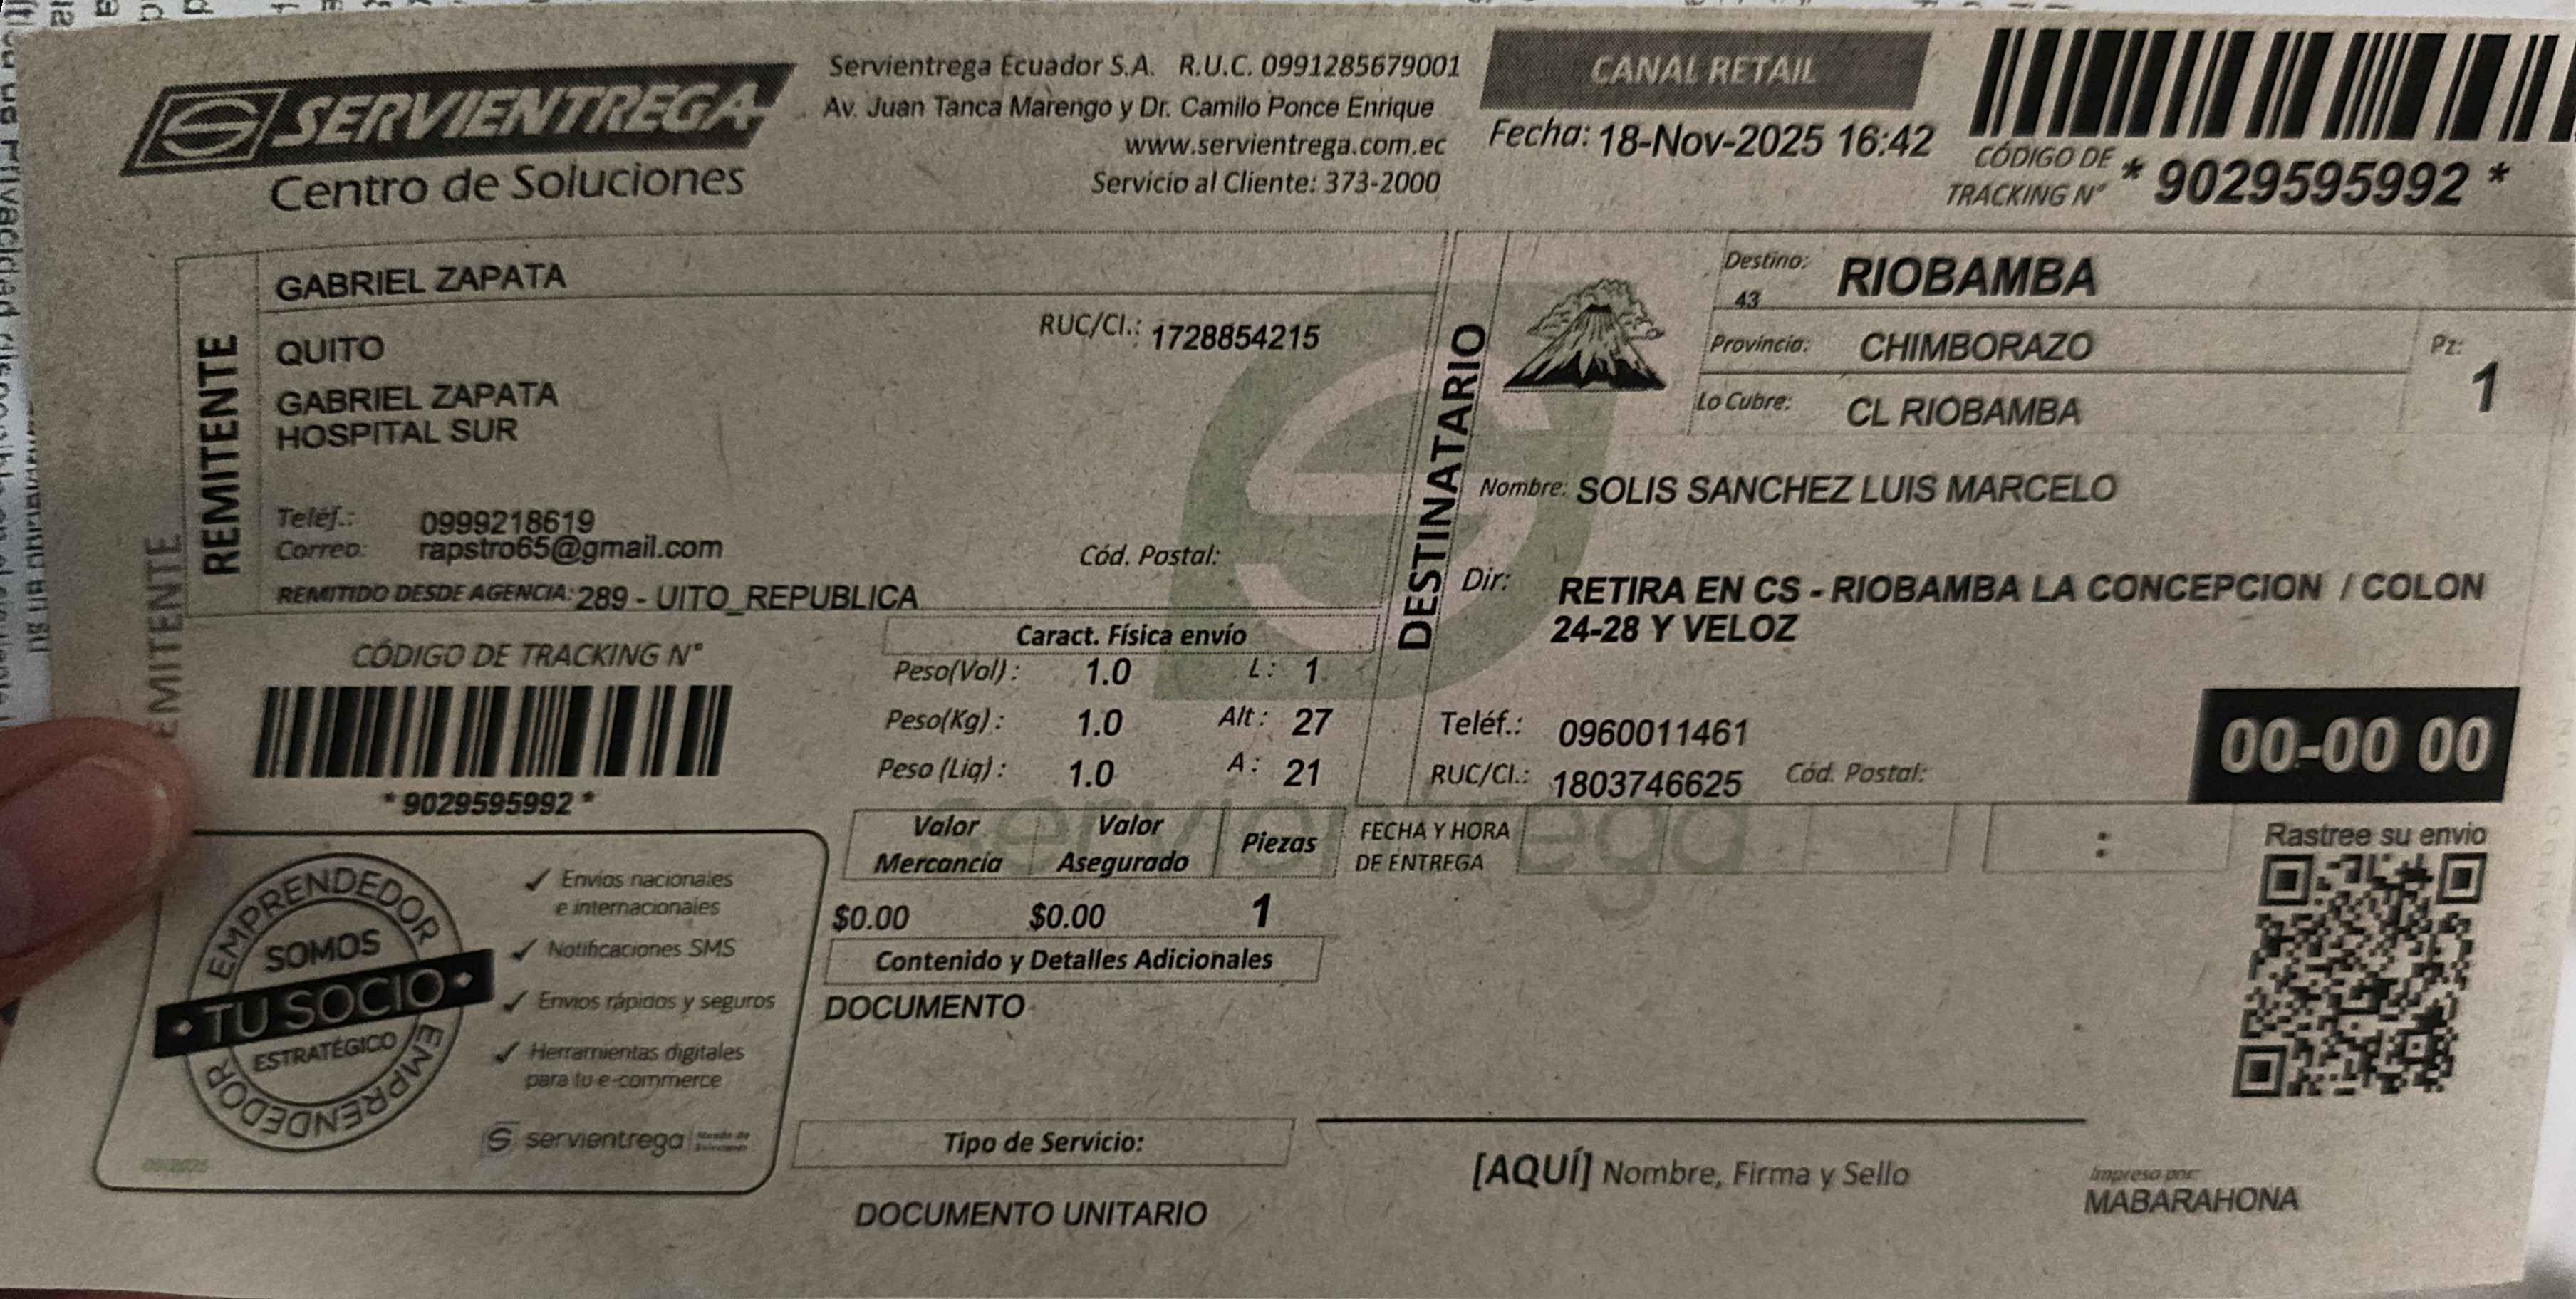 SERVIENTREGA
Centro de Soluciones
Servientrega Ecuador S.A. R.U.C. 0991285679001
Av. Juan Tanca Marengo y Dr. Camilo Ponce Enrique
www.servientrega.com.ec
Servicio al Cliente: 373-2000
CANAL RETAIL
Fecha: 18-Nov-2025 16:42
CÓDIGO DE
TRACKING N° * 9029595992 *
REMITENTE
GABRIEL ZAPATA
QUITO
RUC/CI.: 1728854215
GABRIEL ZAPATA
HOSPITAL SUR
Teléf.: 0999218619
Correo: rapstro65@gmail.com
Cód. Postal:
REMITIDO DESDE AGENCIA: 289 - UITO_REPUBLICA
EMITENTE
DESTINATARIO
Destino: RIOBAMBA
43
Provincia: CHIMBORAZO
Pz: 1
Lo Cubre: CL RIOBAMBA
Nombre: SOLIS SANCHEZ LUIS MARCELO
Dir: RETIRA EN CS - RIOBAMBA LA CONCEPCION / COLON
24-28 Y VELOZ
Teléf.: 0960011461
RUC/CI.: 1803746625 Cód. Postal:
00-00 00
CÓDIGO DE TRACKING N°
* 9029595992 *
Caract. Física envío
Peso(Vol): 1.0 L: 1
Peso(Kg): 1.0 Alt: 27
Peso (Liq): 1.0 A: 21
servientrega
Valor Mercancía Valor Asegurado Piezas
$0.00 $0.00 1
FECHA Y HORA
DE ENTREGA
:
Rastree su envio
Contenido y Detalles Adicionales
DOCUMENTO
EMPRENDEDOR
SOMOS
TU SOCIO
ESTRATÉGICO
EMPRENDEDOR
✓ Envíos nacionales
e internacionales
✓ Notificaciones SMS
✓ Envíos rápidos y seguros
✓ Herramientas digitales
para tu e-commerce
servientrega
Tipo de Servicio:
DOCUMENTO UNITARIO
[AQUÍ] Nombre, Firma y Sello
Impreso por:
MABARAHONA